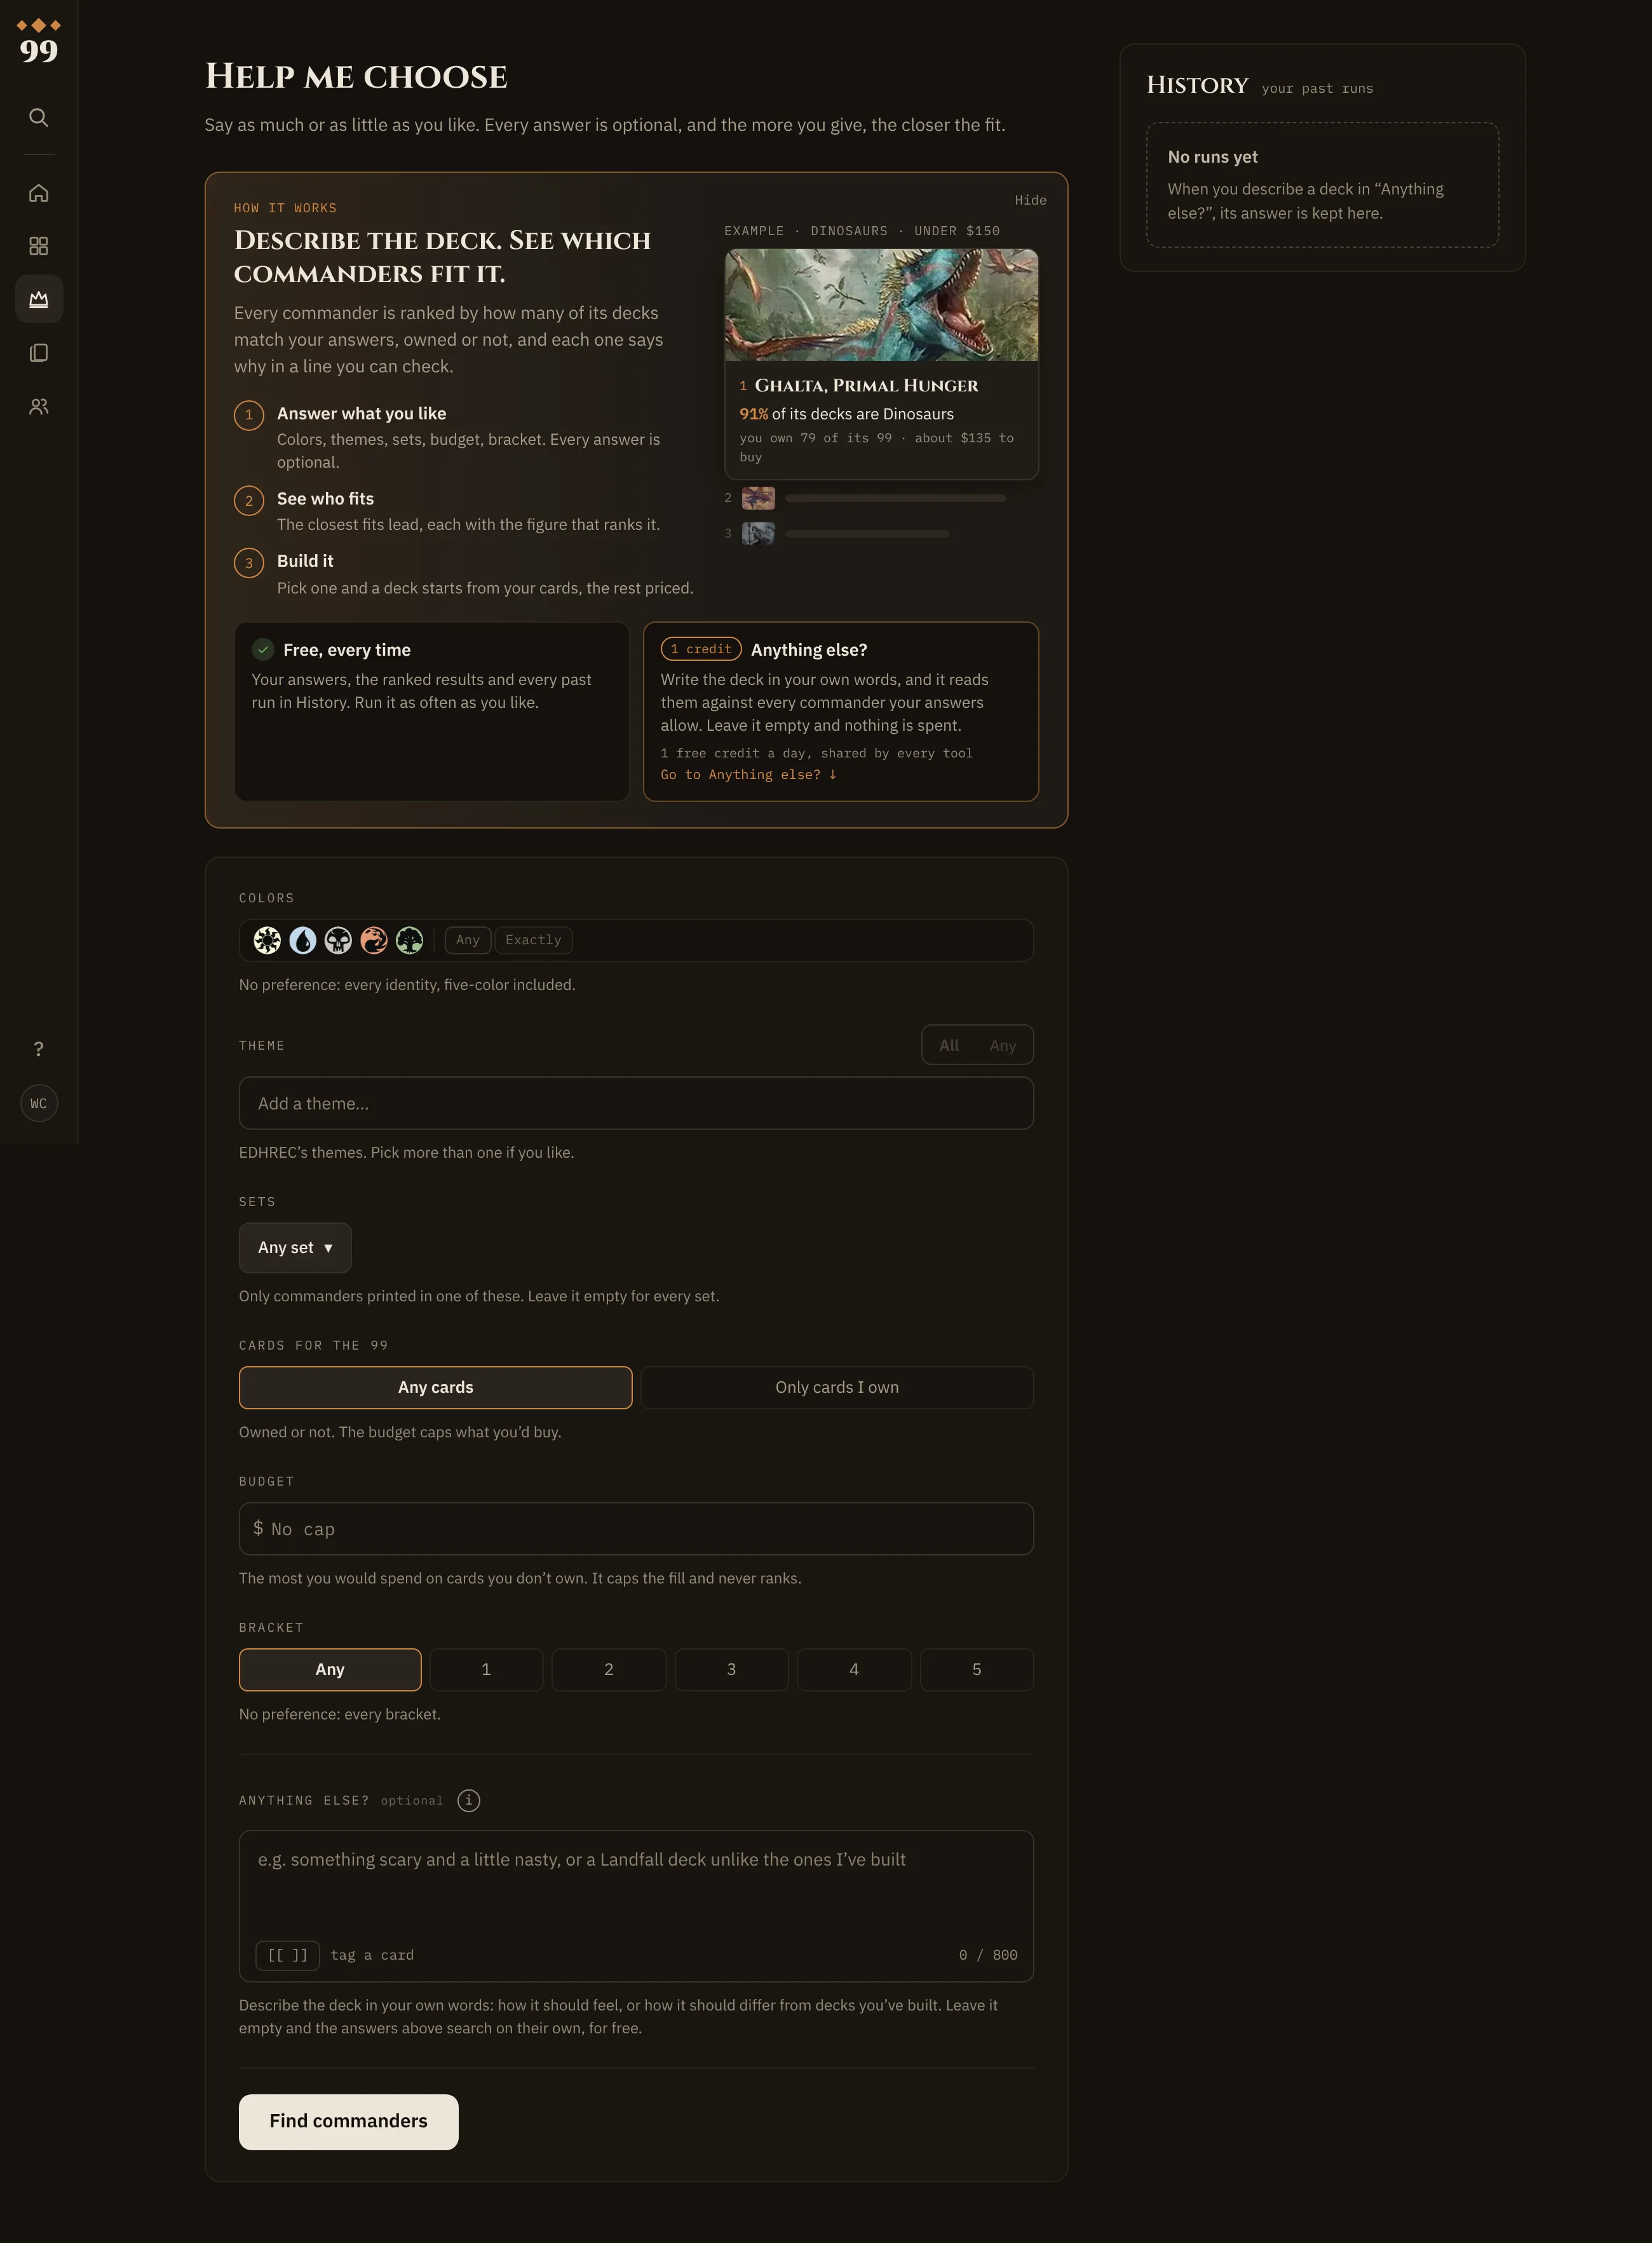 99
Help me choose
Say as much or as little as you like. Every answer is optional, and the more you give, the closer the fit.
HOW IT WORKS
Hide
Describe the deck. See which
commanders fit it.
Every commander is ranked by how many of its decks
match your answers, owned or not, and each one says
why in a line you can check.
1 Answer what you like
Colors, themes, sets, budget, bracket. Every answer is
optional.
2 See who fits
The closest fits lead, each with the figure that ranks it.
3 Build it
Pick one and a deck starts from your cards, the rest priced.
EXAMPLE · DINOSAURS · UNDER $150
1 Ghalta, Primal Hunger
91% of its decks are Dinosaurs
you own 79 of its 99 · about $135 to
buy
2
3
Free, every time
Your answers, the ranked results and every past
run in History. Run it as often as you like.
1 credit Anything else?
Write the deck in your own words, and it reads
them against every commander your answers
allow. Leave it empty and nothing is spent.
1 free credit a day, shared by every tool
Go to Anything else? ↓
COLORS
Any Exactly
No preference: every identity, five-color included.
THEME
All Any
Add a theme…
EDHREC’s themes. Pick more than one if you like.
SETS
Any set ▾
Only commanders printed in one of these. Leave it empty for every set.
CARDS FOR THE 99
Any cards Only cards I own
Owned or not. The budget caps what you’d buy.
BUDGET
$ No cap
The most you would spend on cards you don’t own. It caps the fill and never ranks.
BRACKET
Any 1 2 3 4 5
No preference: every bracket.
ANYTHING ELSE? optional i
e.g. something scary and a little nasty, or a Landfall deck unlike the ones I’ve built
[[ ]] tag a card 0 / 800
Describe the deck in your own words: how it should feel, or how it should differ from decks you’ve built. Leave it
empty and the answers above search on their own, for free.
Find commanders
History your past runs
No runs yet
When you describe a deck in “Anything
else?”, its answer is kept here.
?
WC